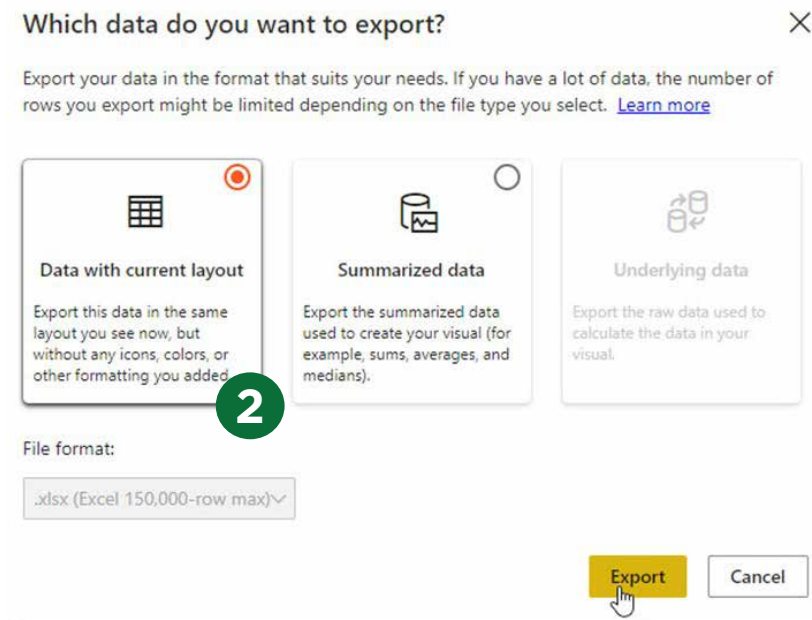 Which data do you want to export?
Export your data in the format that suits your needs. If you have a lot of data, the number of
rows you export might be limited depending on the file type you select. Learn more
Data with current layout
Export this data in the same
layout you see now, but
without any icons, colors, or
other formatting you added
2
Summarized data
Export the summarized data
used to create your visual (for
example, sums, averages, and
medians).
Underlying data
Export the raw data used to
calculate the data in your
visual.
File format:
.xlsx (Excel 150,000-row max)
Export
Cancel